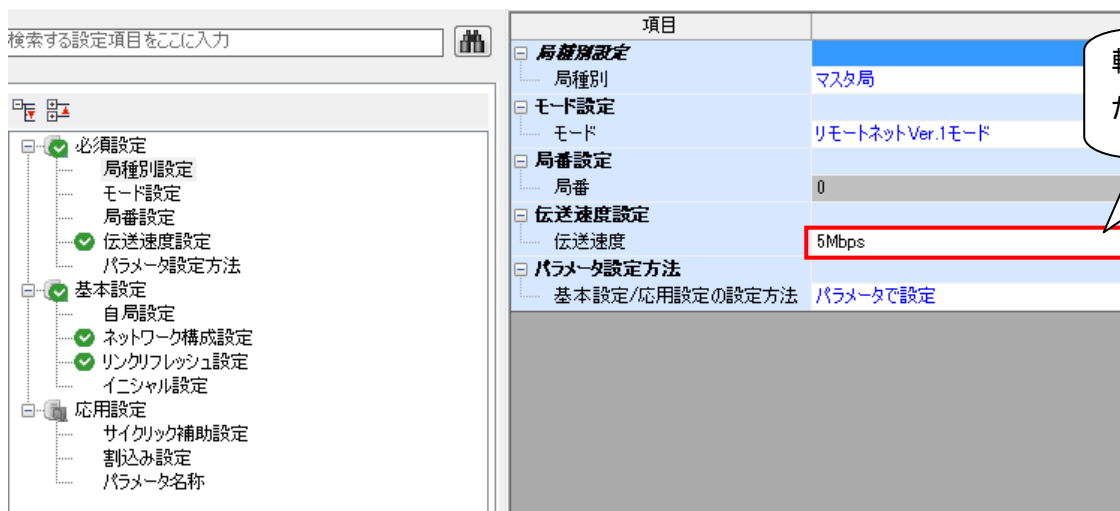 検索する設定項目をここに入力
必須設定
局種別設定
モード設定
局番設定
伝送速度設定
パラメータ設定方法
基本設定
自局設定
ネットワーク構成設定
リンクリフレッシュ設定
イニシャル設定
応用設定
サイクリック補助設定
割込み設定
パラメータ名称
項目
局種別設定
局種別 マスタ局
モード設定
モード リモートネットVer.1モード
局番設定
局番 0
伝送速度設定
伝送速度 5Mbps
パラメータ設定方法
基本設定/応用設定の設定方法 パラメータで設定